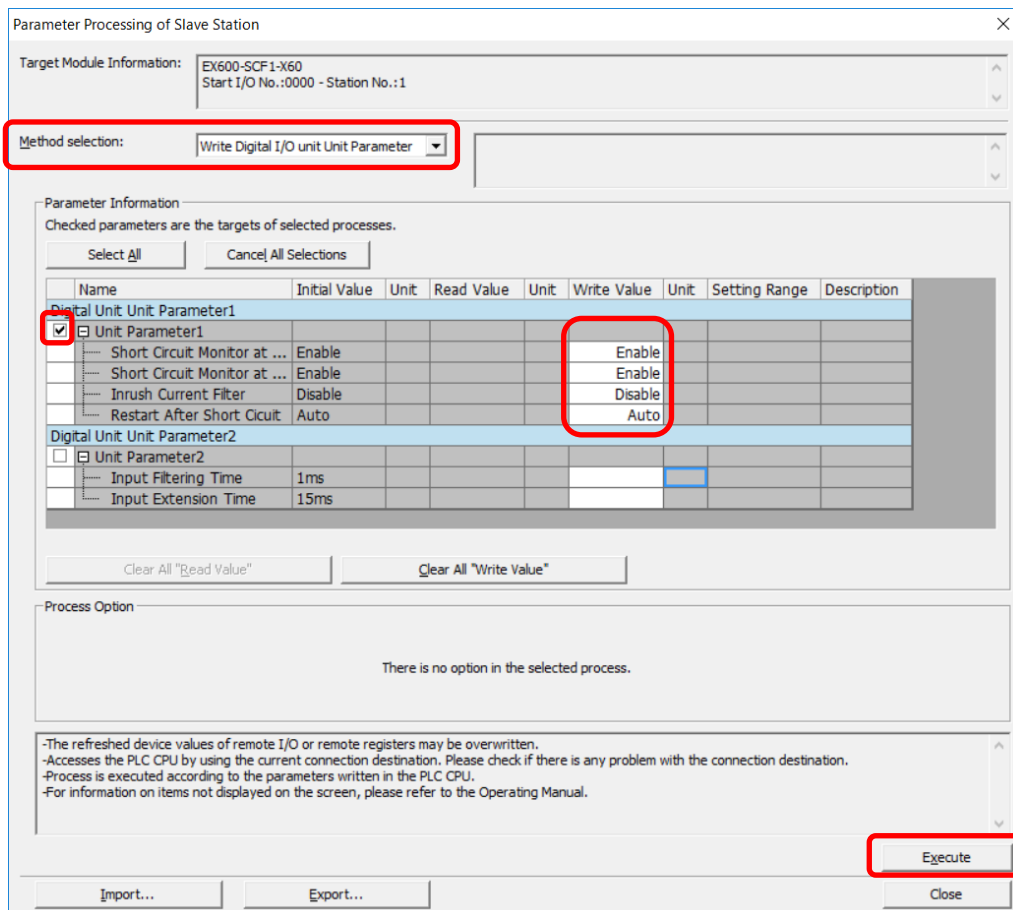 Parameter Processing of Slave Station
Target Module Information:
EX600-SCF1-X60
Start I/O No.:0000 - Station No.:1
Method selection:
Write Digital I/O unit Unit Parameter
Parameter Information
Checked parameters are the targets of selected processes.
Select All
Cancel All Selections
Name Initial Value Unit Read Value Unit Write Value Unit Setting Range Description
Digital Unit Unit Parameter1
Unit Parameter1
Short Circuit Monitor at ... Enable Enable
Short Circuit Monitor at ... Enable Enable
Inrush Current Filter Disable Disable
Restart After Short Cicuit Auto Auto
Digital Unit Unit Parameter2
Unit Parameter2
Input Filtering Time 1ms
Input Extension Time 15ms
Clear All "Read Value"
Clear All "Write Value"
Process Option
There is no option in the selected process.
-The refreshed device values of remote I/O or remote registers may be overwritten.
-Accesses the PLC CPU by using the current connection destination. Please check if there is any problem with the connection destination.
-Process is executed according to the parameters written in the PLC CPU.
-For information on items not displayed on the screen, please refer to the Operating Manual.
Execute
Import...
Export...
Close